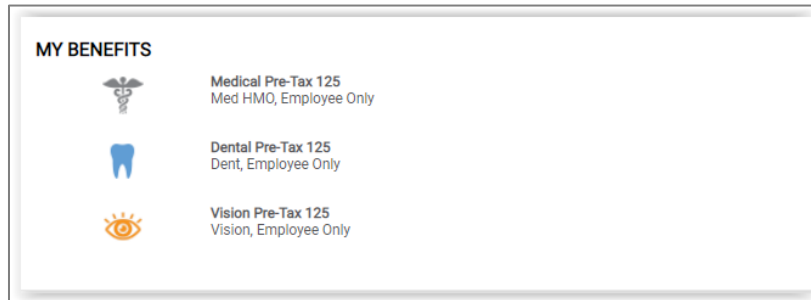 MY BENEFITS
Medical Pre-Tax 125
Med HMO, Employee Only
Dental Pre-Tax 125
Dent, Employee Only
Vision Pre-Tax 125
Vision, Employee Only